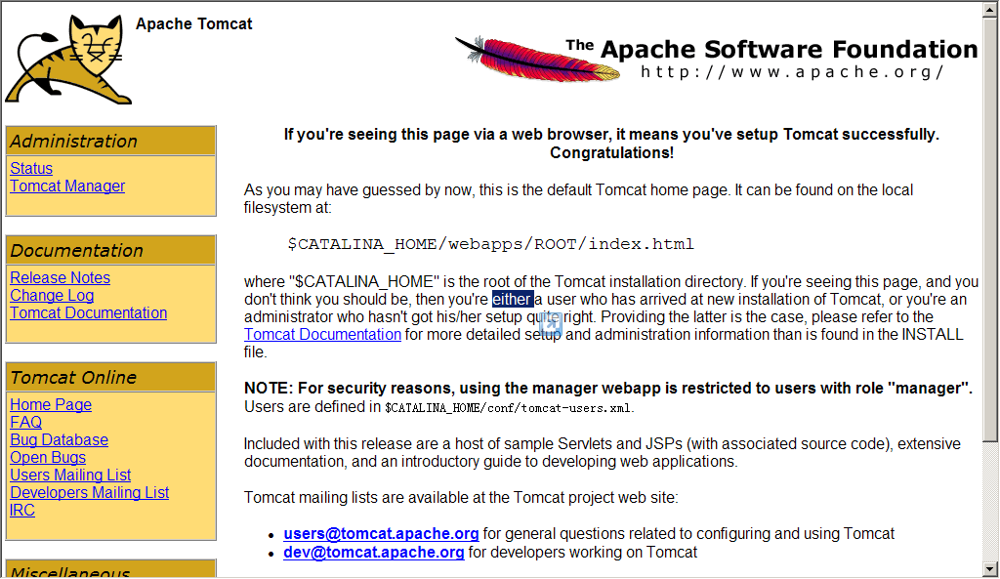 Apache Tomcat
The Apache Software Foundation
http://www.apache.org/
Administration
Status
Tomcat Manager
Documentation
Release Notes
Change Log
Tomcat Documentation
Tomcat Online
Home Page
FAQ
Bug Database
Open Bugs
Users Mailing List
Developers Mailing List
IRC
Miscellaneous
If you're seeing this page via a web browser, it means you've setup Tomcat successfully.
Congratulations!
As you may have guessed by now, this is the default Tomcat home page. It can be found on the local
filesystem at:
$CATALINA_HOME/webapps/ROOT/index.html
where "$CATALINA_HOME" is the root of the Tomcat installation directory. If you're seeing this page, and you
don't think you should be, then you're either a user who has arrived at new installation of Tomcat, or you're an
administrator who hasn't got his/her setup quite right. Providing the latter is the case, please refer to the
Tomcat Documentation for more detailed setup and administration information than is found in the INSTALL
file.
NOTE: For security reasons, using the manager webapp is restricted to users with role "manager".
Users are defined in $CATALINA_HOME/conf/tomcat-users.xml.
Included with this release are a host of sample Servlets and JSPs (with associated source code), extensive
documentation, and an introductory guide to developing web applications.
Tomcat mailing lists are available at the Tomcat project web site:
• users@tomcat.apache.org for general questions related to configuring and using Tomcat
• dev@tomcat.apache.org for developers working on Tomcat